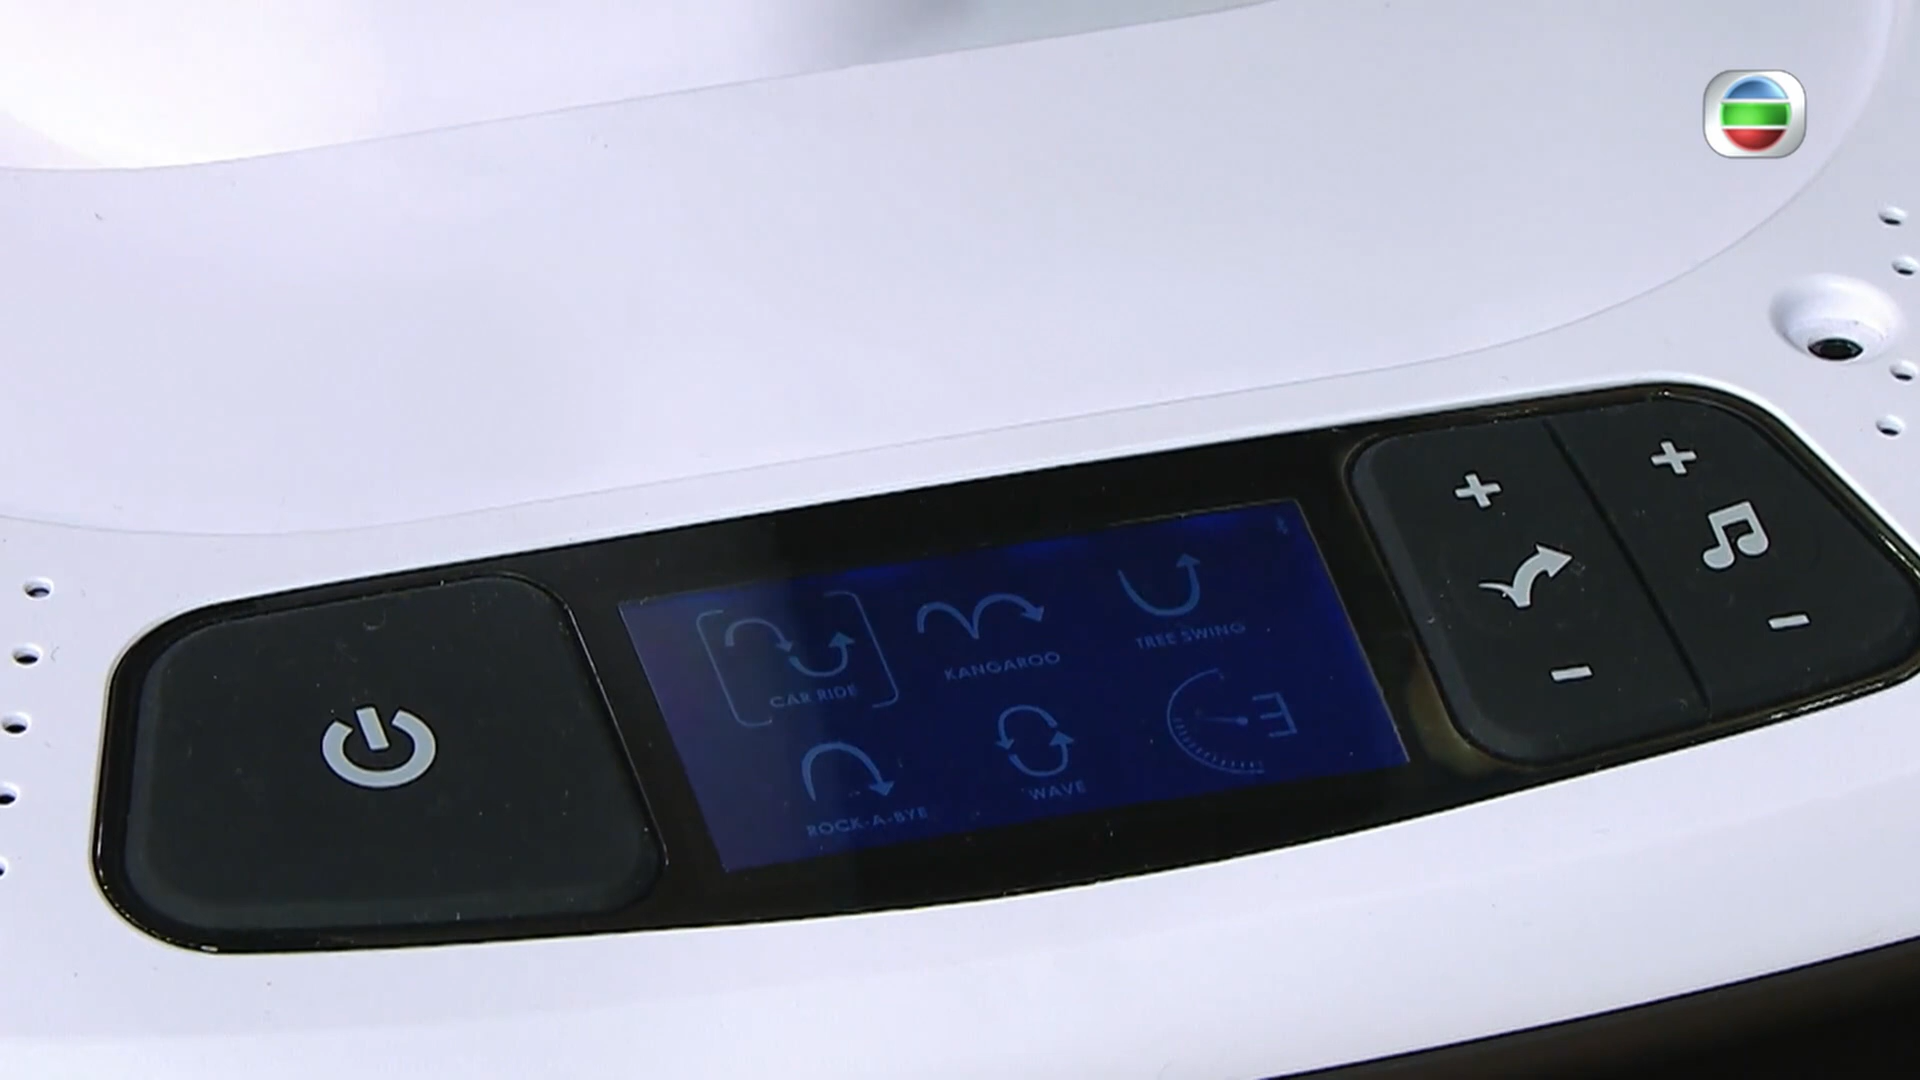 CAR RIDE
KANGAROO
TREE SWING
ROCK-A-BYE
WAVE